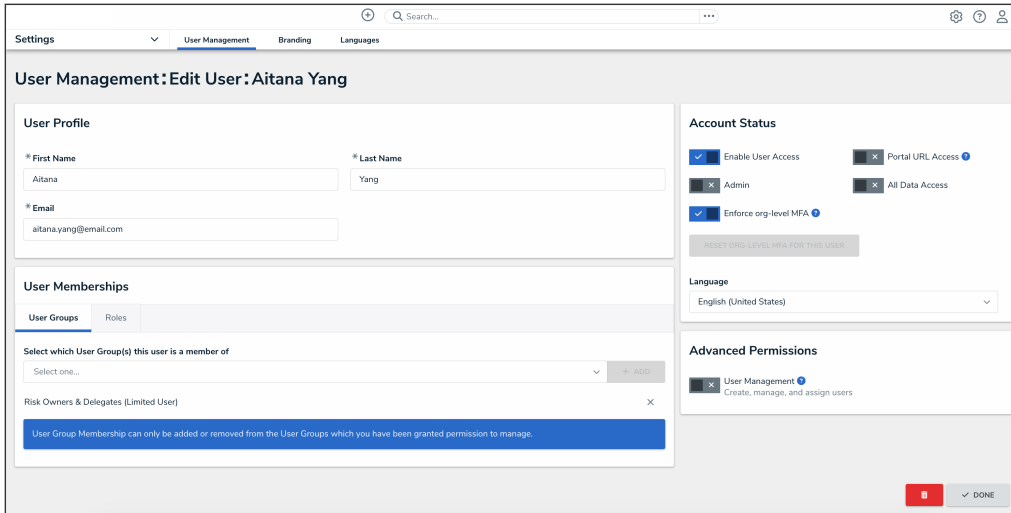 Search...
Settings
User Management
Branding
Languages
User Management:Edit User:Aitana Yang
User Profile
*First Name
*Last Name
Aitana
Yang
*Email
aitana.yang@email.com
User Memberships
User Groups
Roles
Select which User Group(s) this user is a member of
Select one...
+ ADD
Risk Owners & Delegates (Limited User)
User Group Membership can only be added or removed from the User Groups which you have been granted permission to manage.
Account Status
Enable User Access
Portal URL Access
Admin
All Data Access
Enforce org-level MFA
RESET ORG-LEVEL MFA FOR THIS USER
Language
English (United States)
Advanced Permissions
User Management
Create, manage, and assign users
DONE